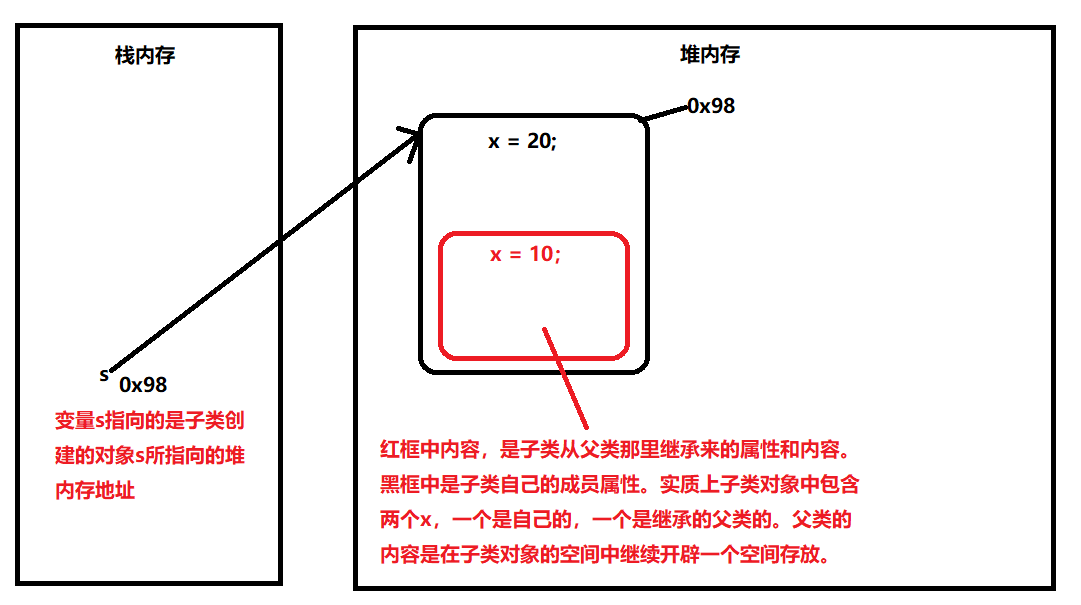 栈内存
堆内存
0x98
x = 20;
x = 10;
s
0x98
变量s指向的是子类创
建的对象s所指向的堆
内存地址
红框中内容，是子类从父类那里继承来的属性和内容。
黑框中是子类自己的成员属性。实质上子类对象中包含
两个x，一个是自己的，一个是继承的父类的。父类的
内容是在子类对象的空间中继续开辟一个空间存放。